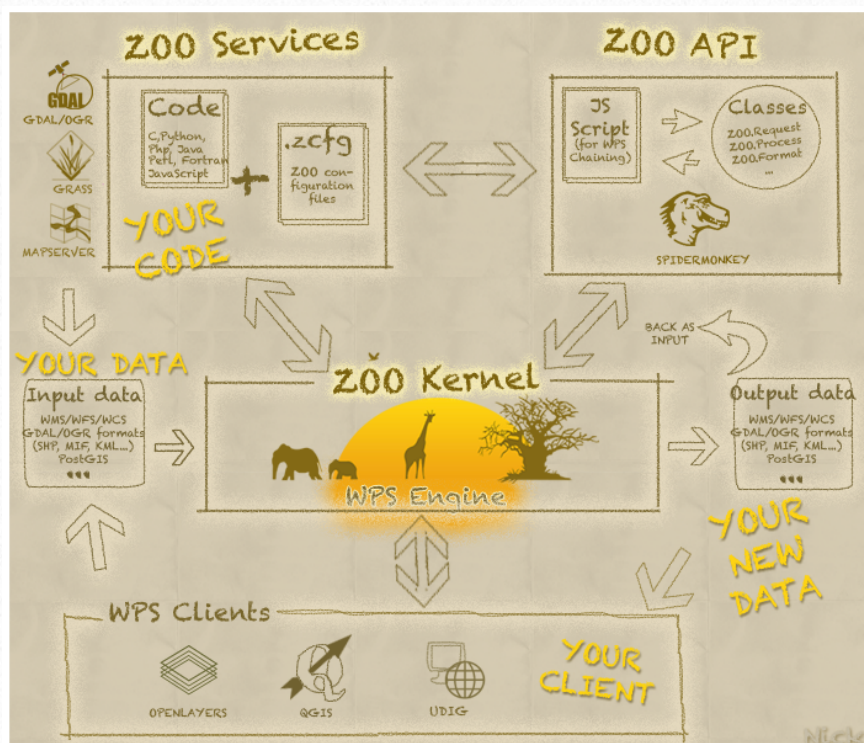 ZOO Services
ZOO API
GDAL
GDAL/OGR
GRASS
MAPSERVER
Code
C,Python,
Php, Java
Perl, Fortran
JavaScript
+
.zcfg
ZOO con-
figuration
files
YOUR
CODE
JS
Script
(for WPS
Chaining)
Classes
ZOO.Request
ZOO.Process
ZOO.Format
...
SPIDERMONKEY
BACK AS
INPUT
YOUR DATA
Input data
WMS/WFS/WCS
GDAL/OGR formats
(SHP, MIF, KML...)
PostGIS
...
ZǑO Kernel
WPS Engine
Output data
WMS/WFS/WCS
GDAL/OGR formats
(SHP, MIF, KML...)
PostGIS
...
YOUR
NEW
DATA
WPS Clients
OPENLAYERS
QGIS
UDIG
YOUR
CLIENT